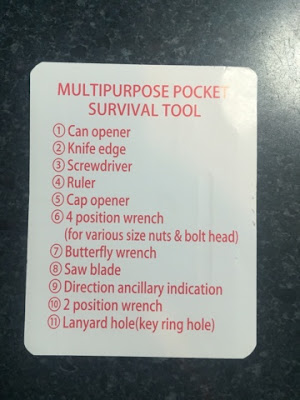 MULTIPURPOSE POCKET
SURVIVAL TOOL
① Can opener
② Knife edge
③ Screwdriver
④ Ruler
⑤ Cap opener
⑥ 4 position wrench
(for various size nuts & bolt head)
⑦ Butterfly wrench
⑧ Saw blade
⑨ Direction ancillary indication
⑩ 2 position wrench
⑪ Lanyard hole(key ring hole)